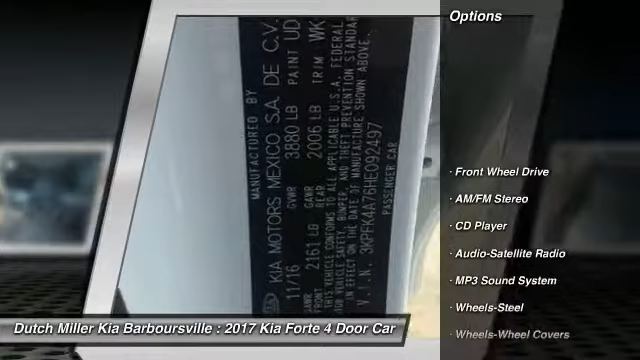 Options
MANUFACTURED BY
KIA
KIA MOTORS MEXICO S.A. DE C.V.
11/16 GVWR 3880 LB PAINT UD
GAWR FRONT 2161 LB GAWR REAR 2006 LB TRIM WK
THIS VEHICLE CONFORMS TO ALL APPLICABLE U.S.A. FEDERAL
MOTOR VEHICLE SAFETY, BUMPER, AND THEFT PREVENTION STANDAR
IN EFFECT ON THE DATE OF MANUFACTURE SHOWN ABOVE.
V.I.N. 3KPFK4A76HE092497
PASSENGER CAR
· Front Wheel Drive
· AM/FM Stereo
· CD Player
· Audio-Satellite Radio
· MP3 Sound System
· Wheels-Steel
· Wheels-Wheel Covers
Dutch Miller Kia Barboursville : 2017 Kia Forte 4 Door Car